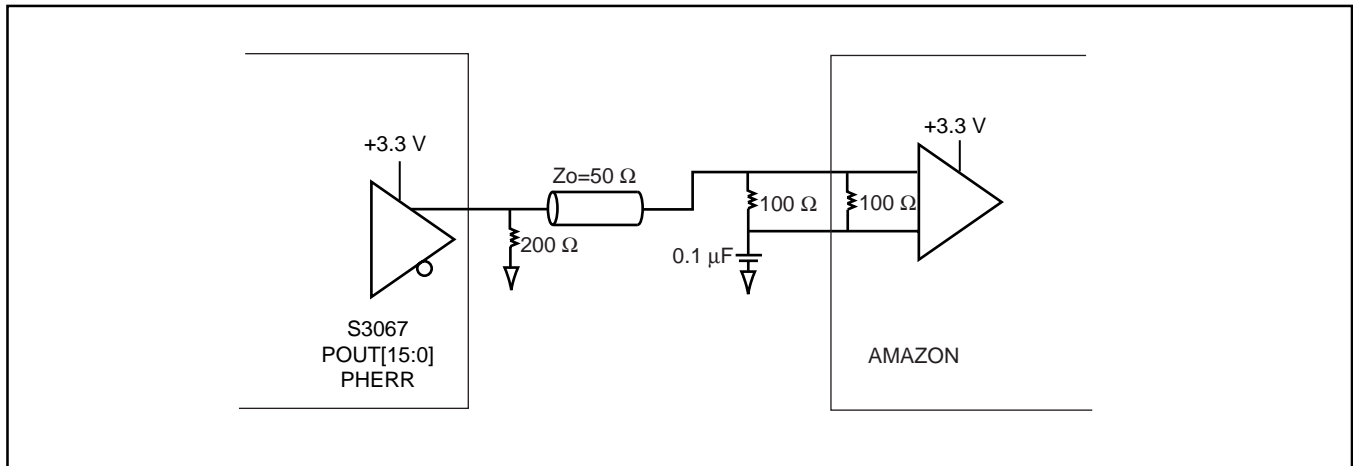 +3.3 V
Zo=50 Ω
200 Ω
S3067
POUT[15:0]
PHERR
100 Ω
0.1 μF
100 Ω
+3.3 V
AMAZON